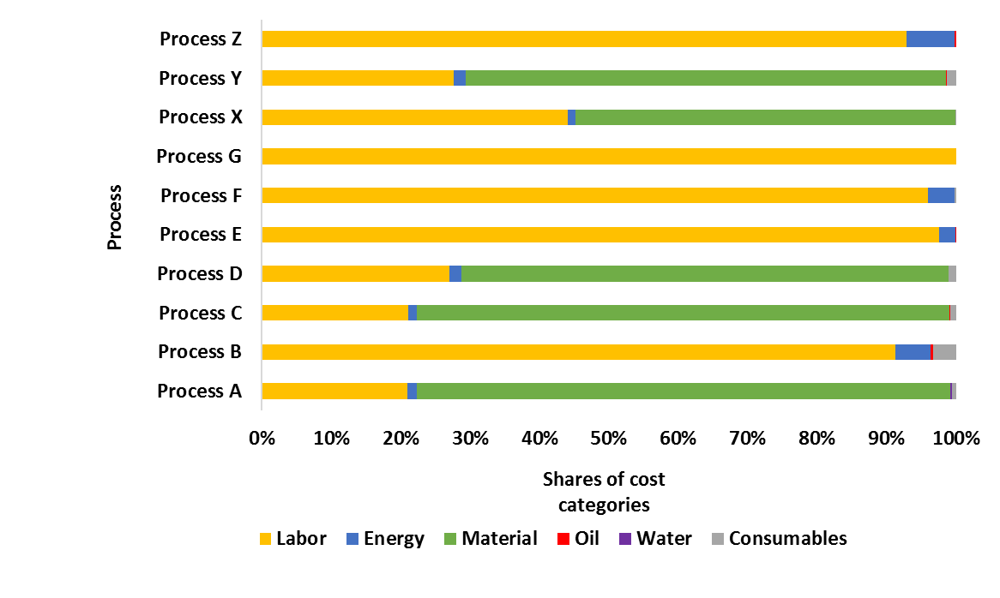 Process Z
Process Y
Process X
Process G
Process F
Process E
Process D
Process C
Process B
Process A
Process
0% 10% 20% 30% 40% 50% 60% 70% 80% 90% 100%
Shares of cost
categories
Labor Energy Material Oil Water Consumables